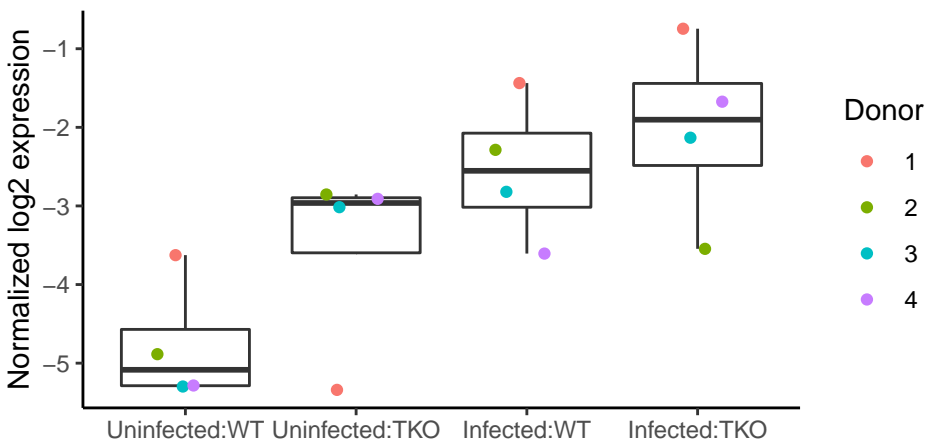 Normalized log2 expression
−1
−2
−3
−4
−5
Uninfected:WT
Uninfected:TKO
Infected:WT
Infected:TKO
Donor
1
2
3
4